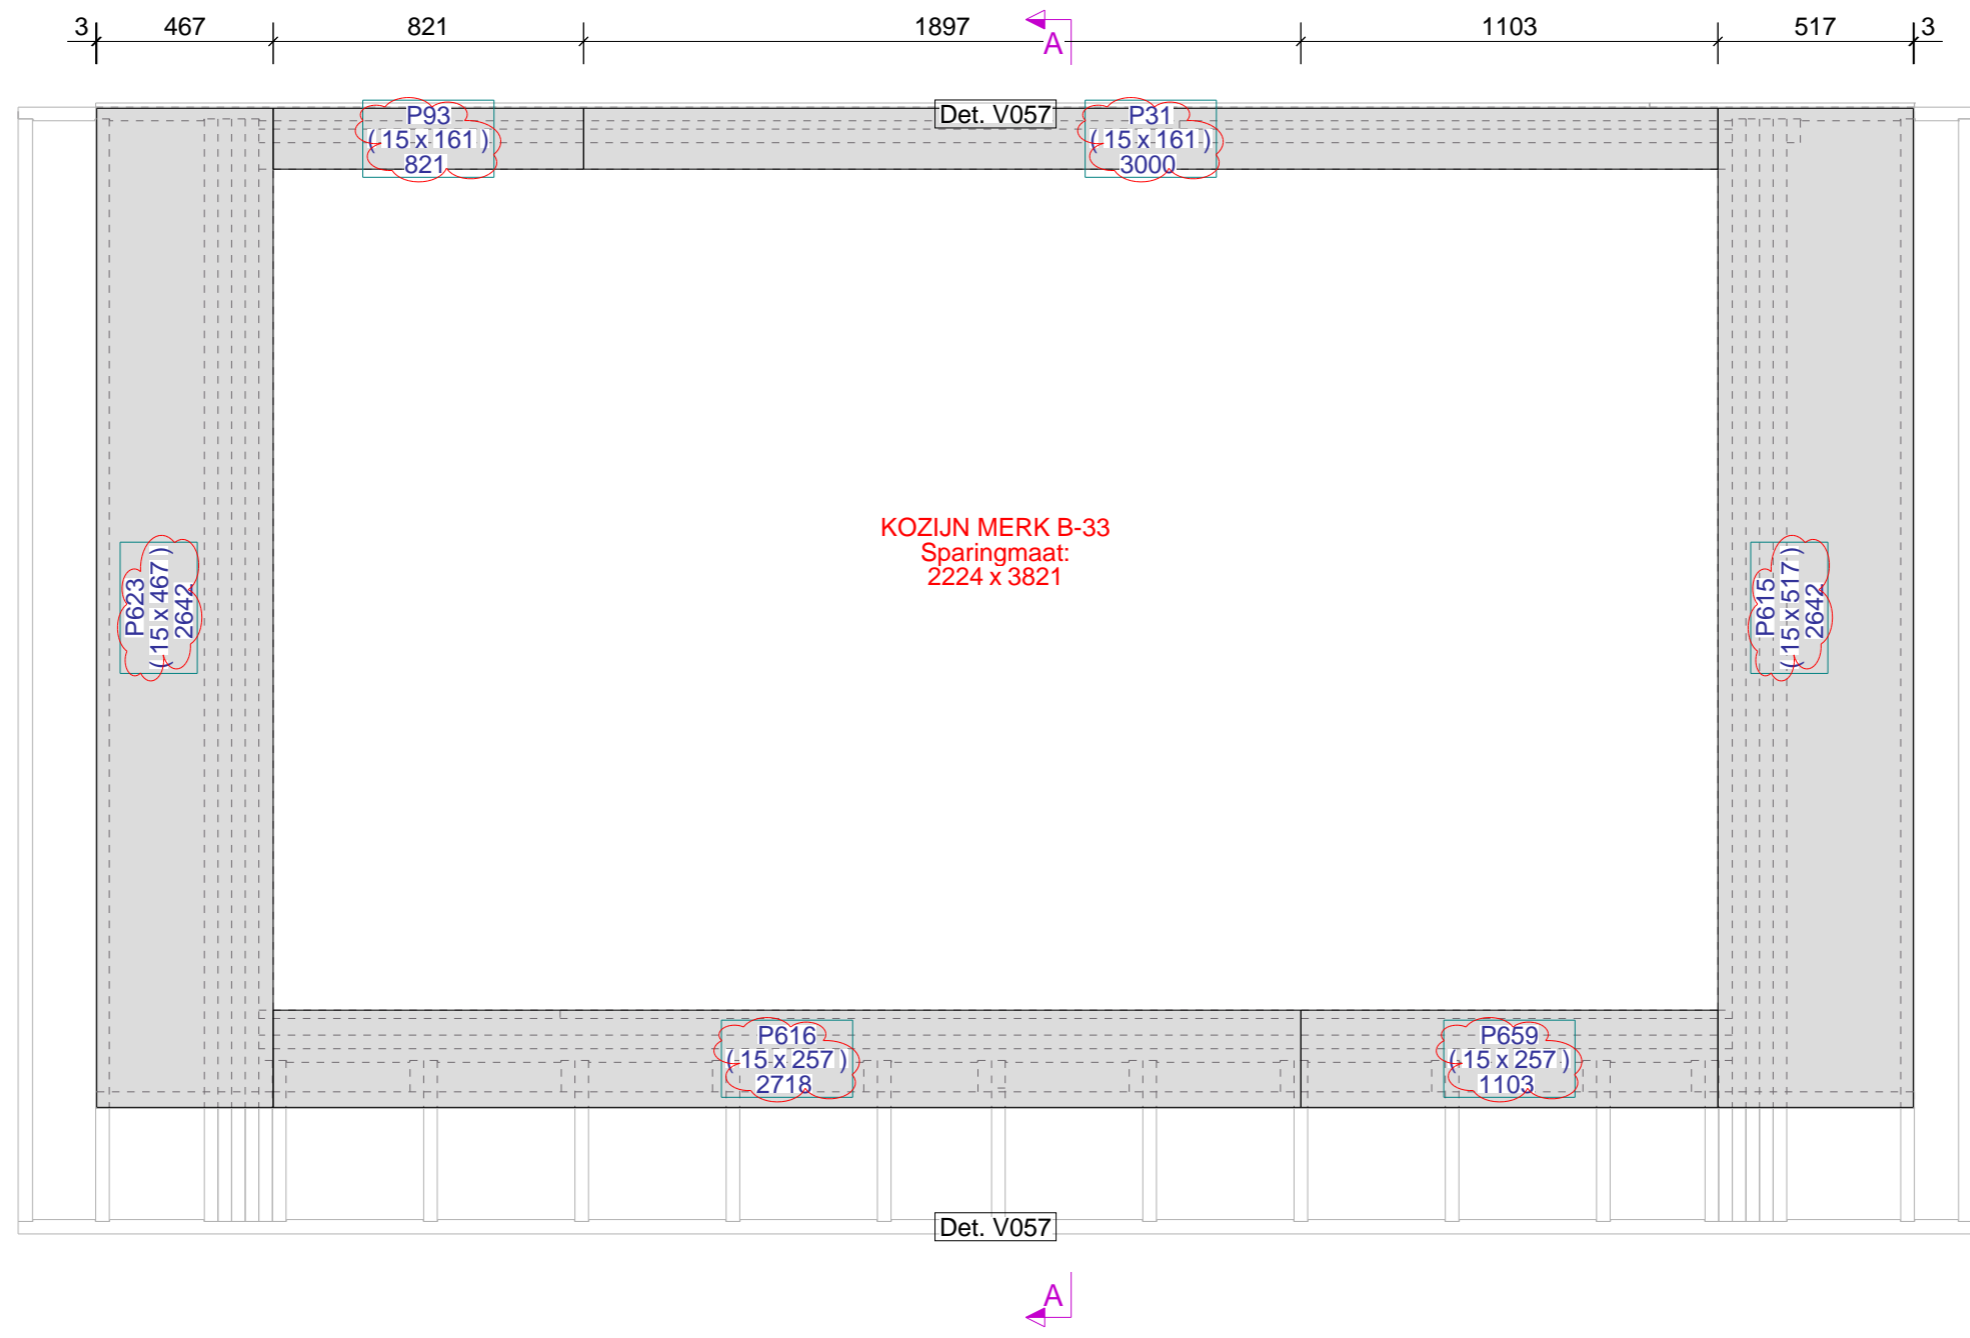 3 467 821 1897 1103 517 3
A
P93
( 15 x 161 )
821
Det. V057
P31
( 15 x 161 )
3000
KOZIJN MERK B-33
Sparingmaat:
2224 x 3821
P623
( 15 x 467 )
2642
P615
( 15 x 517 )
2642
P616
( 15 x 257 )
2718
P659
( 15 x 257 )
1103
Det. V057
A